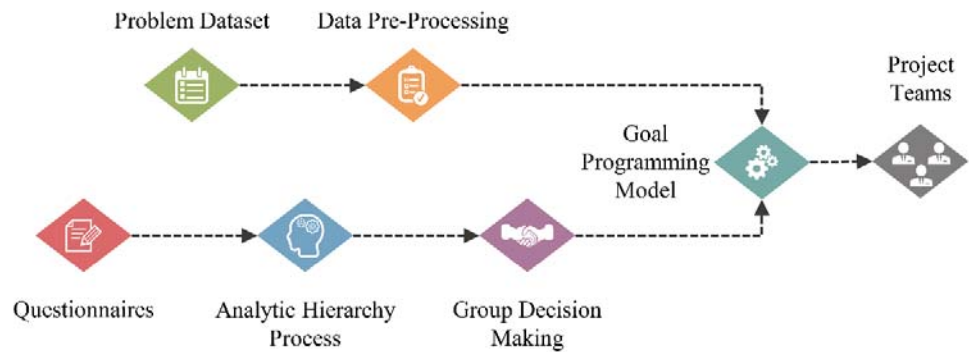 Problem Dataset
Data Pre-Processing
Project
Teams
Goal
Programming
Model
Questionnaires
Analytic Hierarchy
Process
Group Decision
Making